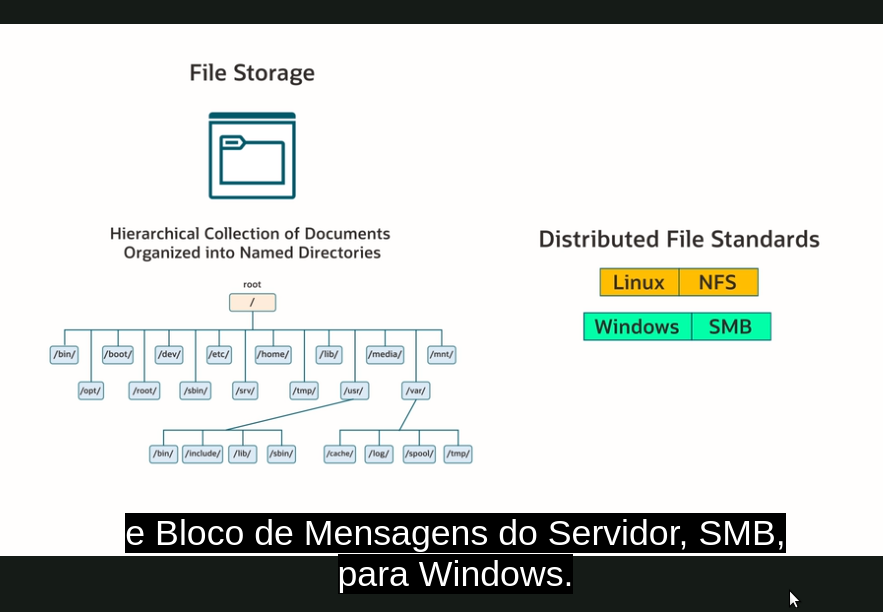 File Storage
Hierarchical Collection of Documents
Organized into Named Directories
root
/
/bin/ /boot/ /dev/ /etc/ /home/ /lib/ /media/ /mnt/
/opt/ /root/ /sbin/ /srv/ /tmp/ /usr/ /var/
/bin/ /include/ /lib/ /sbin/ /cache/ /log/ /spool/ /tmp/
Distributed File Standards
Linux NFS
Windows SMB
e Bloco de Mensagens do Servidor, SMB,
para Windows.